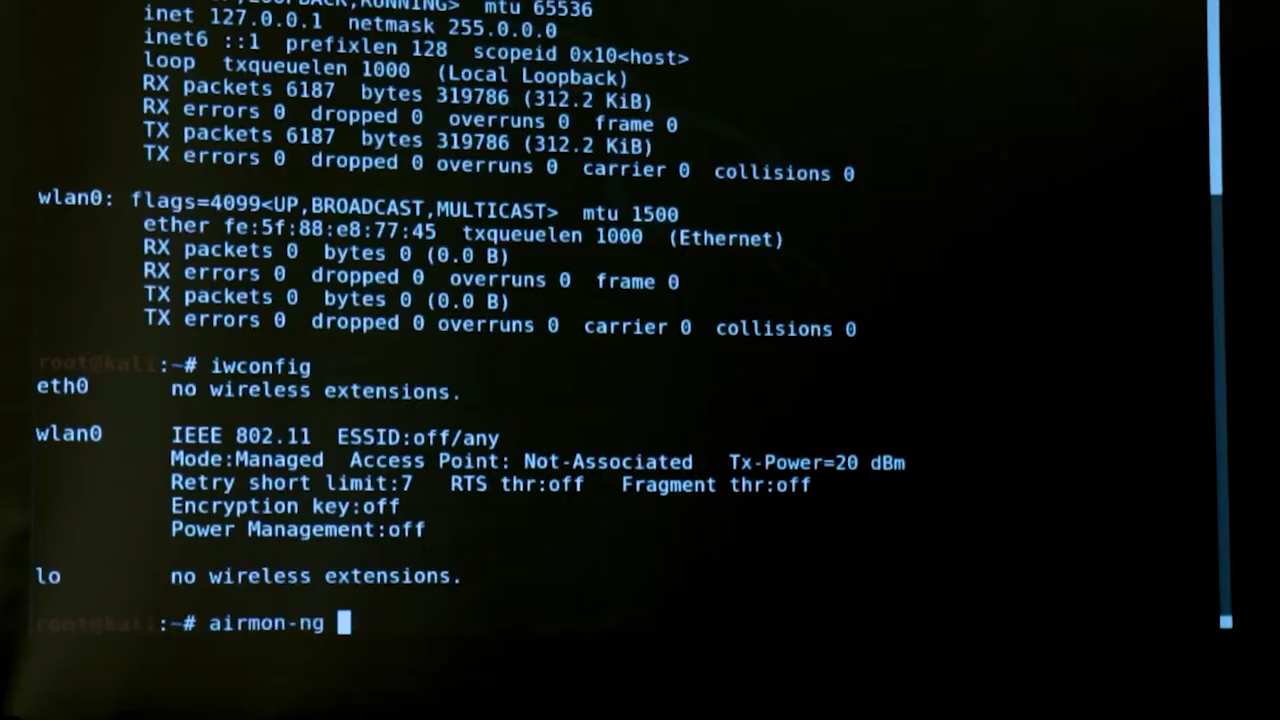 LOOPBACK,RUNNING> mtu 65536
inet 127.0.0.1 netmask 255.0.0.0
inet6 ::1 prefixlen 128 scopeid 0x10<host>
loop txqueuelen 1000 (Local Loopback)
RX packets 6187 bytes 319786 (312.2 KiB)
RX errors 0 dropped 0 overruns 0 frame 0
TX packets 6187 bytes 319786 (312.2 KiB)
TX errors 0 dropped 0 overruns 0 carrier 0 collisions 0
wlan0: flags=4099<UP,BROADCAST,MULTICAST> mtu 1500
ether fe:5f:88:e8:77:45 txqueuelen 1000 (Ethernet)
RX packets 0 bytes 0 (0.0 B)
RX errors 0 dropped 0 overruns 0 frame 0
TX packets 0 bytes 0 (0.0 B)
TX errors 0 dropped 0 overruns 0 carrier 0 collisions 0
root@kali:~# iwconfig
eth0 no wireless extensions.
wlan0 IEEE 802.11 ESSID:off/any
Mode:Managed Access Point: Not-Associated Tx-Power=20 dBm
Retry short limit:7 RTS thr:off Fragment thr:off
Encryption key:off
Power Management:off
lo no wireless extensions.
root@kali:~# airmon-ng